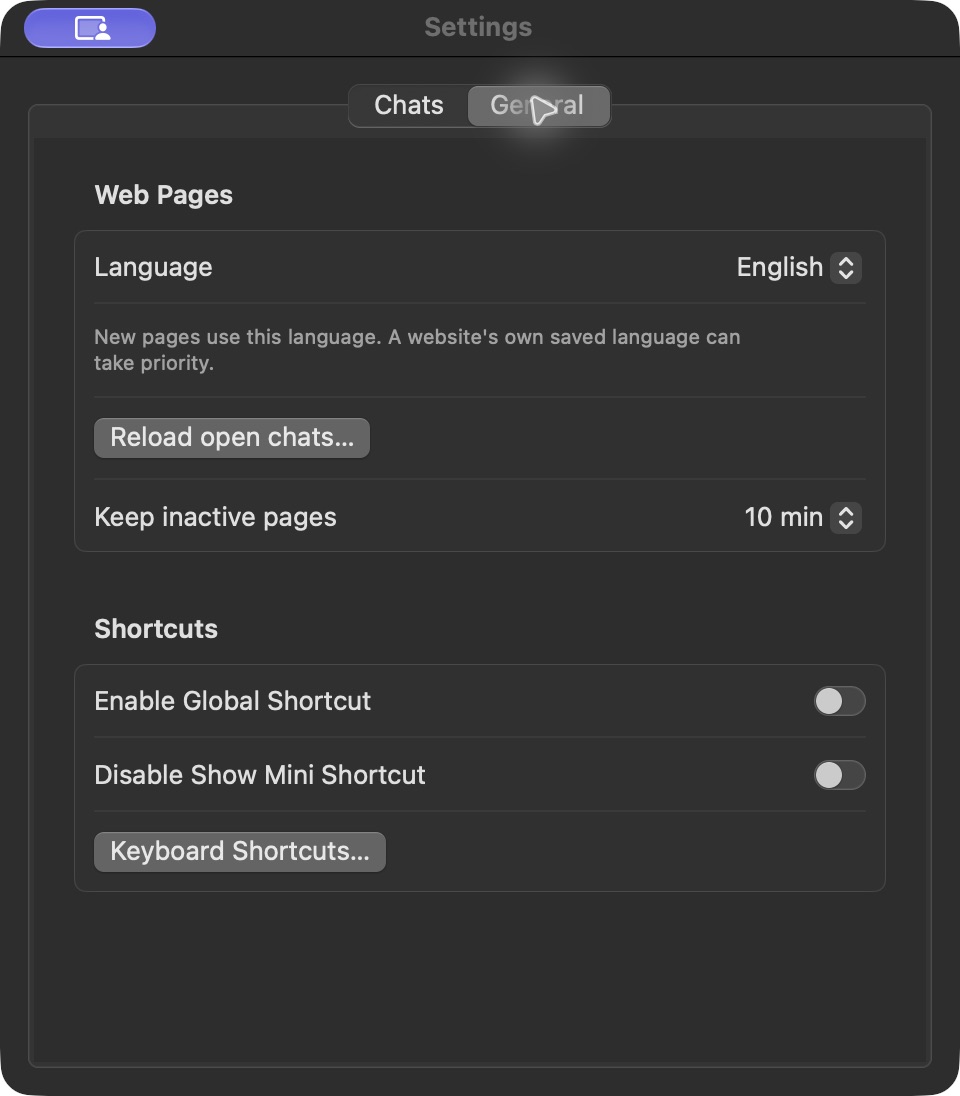 Settings
Chats
General
Web Pages
Language
English
New pages use this language. A website's own saved language can
take priority.
Reload open chats...
Keep inactive pages
10 min
Shortcuts
Enable Global Shortcut
Disable Show Mini Shortcut
Keyboard Shortcuts...